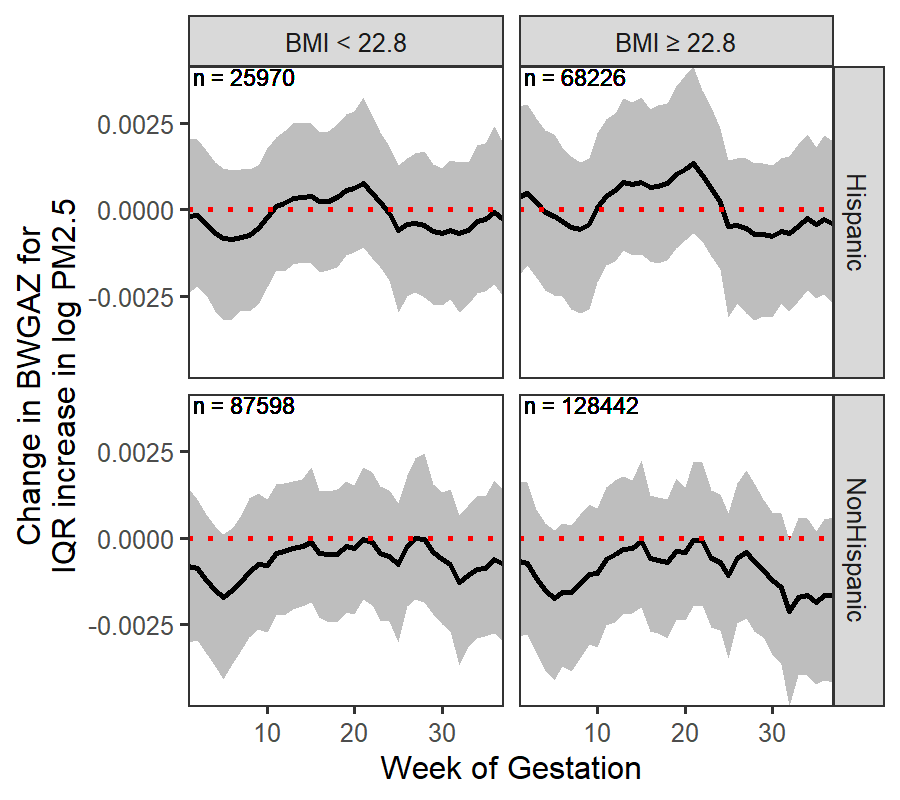 BMI < 22.8
BMI ≥ 22.8
n = 25970
n = 68226
0.0025
0.0000
-0.0025
Hispanic
n = 87598
n = 128442
0.0025
0.0000
-0.0025
NonHispanic
Change in BWGAZ for
IQR increase in log PM2.5
10
20
30
10
20
30
Week of Gestation